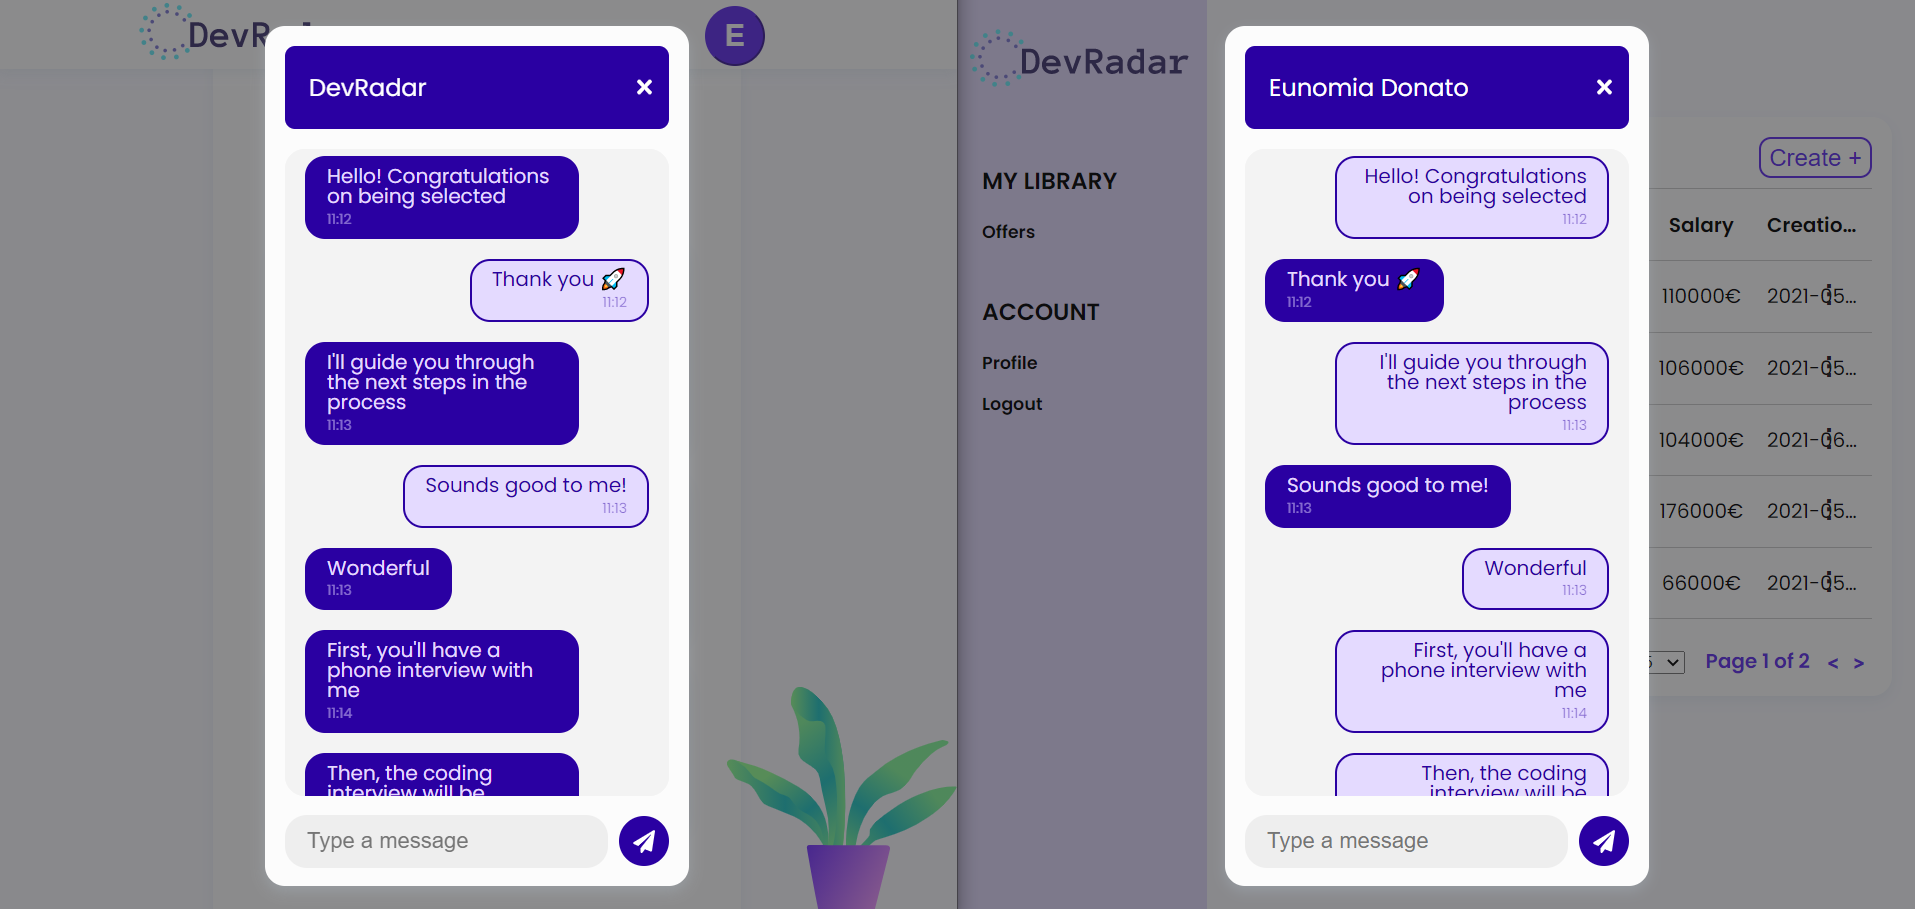 DevR
E
DevRadar
Hello! Congratulations
on being selected
11:12
Thank you 🚀
11:12
I'll guide you through
the next steps in the
process
11:13
Sounds good to me!
11:13
Wonderful
11:13
First, you'll have a
phone interview with
me
11:14
Then, the coding
interview will be
Type a message
DevRadar
MY LIBRARY
Offers
ACCOUNT
Profile
Logout
Eunomia Donato
Hello! Congratulations
on being selected
11:12
Thank you 🚀
11:12
I'll guide you through
the next steps in the
process
11:13
Sounds good to me!
11:13
Wonderful
11:13
First, you'll have a
phone interview with
me
11:14
Then, the coding
interview will be
Type a message
Create +
Salary Creatio...
110000€ 2021-05...
106000€ 2021-05...
104000€ 2021-06...
176000€ 2021-05...
66000€ 2021-05...
5 Page 1 of 2 < >